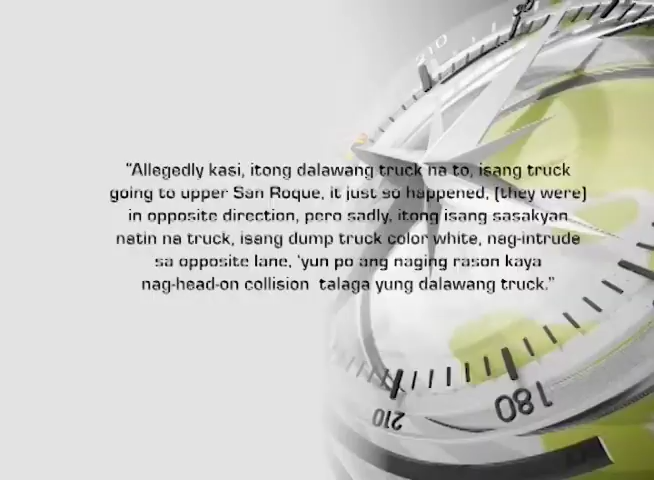 "Allegedly kasi, itong dalawang truck na to, isang truck
going to upper San Roque, it just so happened, (they were)
in opposite direction, pero sadly, itong isang sasakyan
natin na truck, isang dump truck color white, nag-intrude
sa opposite lane, 'yun po ang naging rason kaya
nag-head-on collision talaga yung dalawang truck."
210
210
180